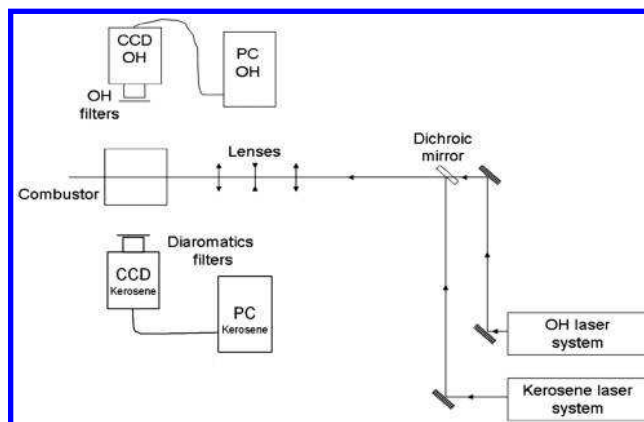 CCD
OH
PC
OH
OH
filters
Lenses
Dichroic
mirror
Combustor
Diaromatics
filters
CCD
Kerosene
PC
Kerosene
OH laser
system
Kerosene laser
system